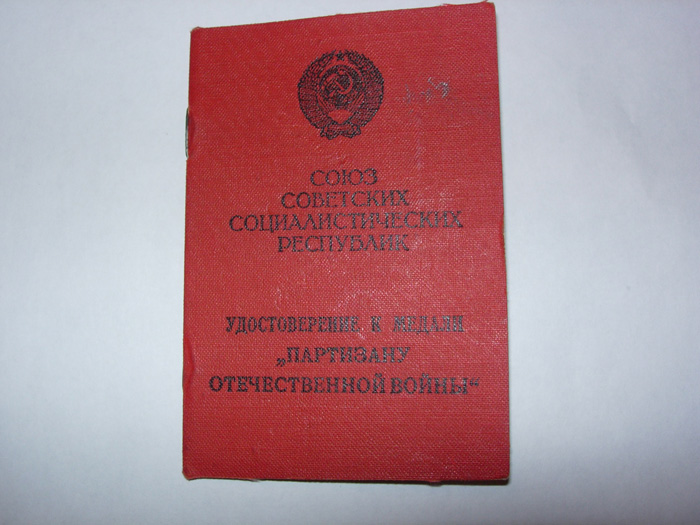 СОЮЗ
СОВЕТСКИХ
СОЦИАЛИСТИЧЕСКИХ
РЕСПУБЛИК
УДОСТОВЕРЕНИЕ К МЕДАЛИ
„ПАРТИЗАНУ
ОТЕЧЕСТВЕННОЙ ВОЙНЫ“